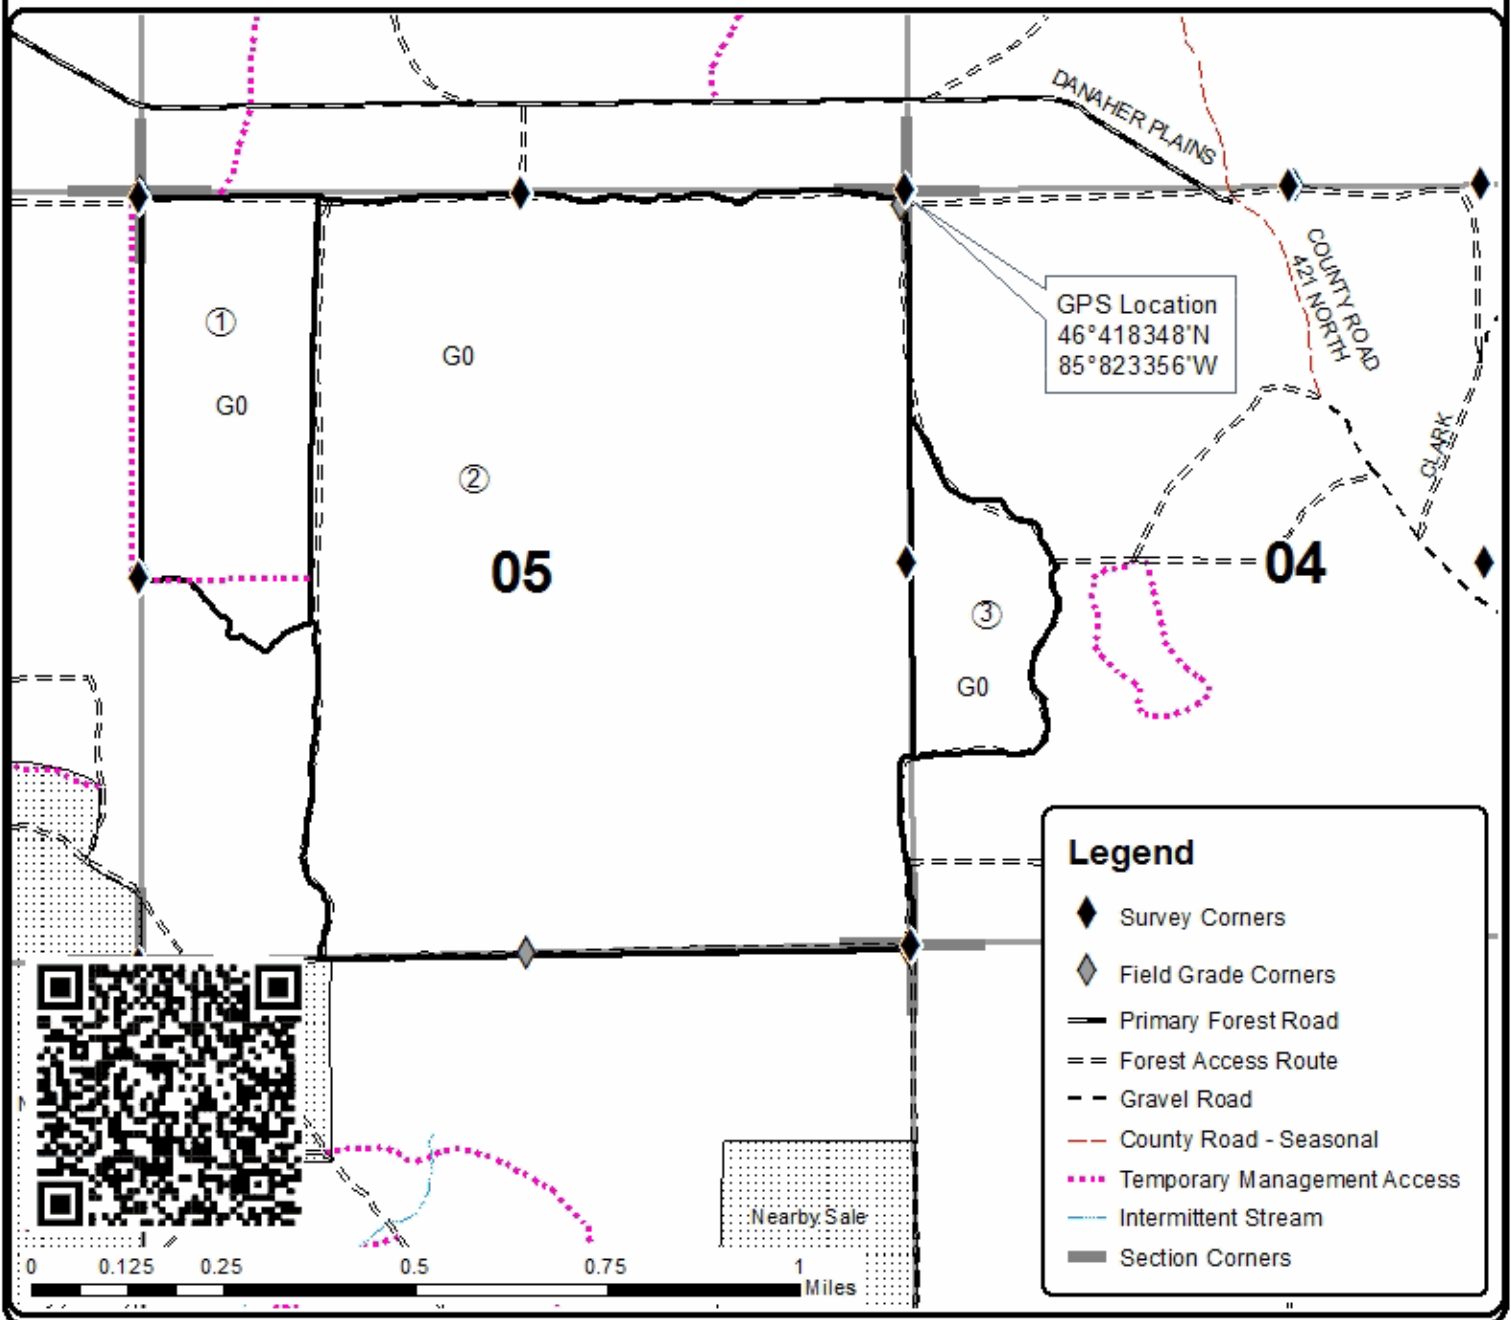 DANAHER PLAINS
COUNTY ROAD
421 NORTH
CLARK
GPS Location
46°418348"N
85°823356"W
①
G0
G0
②
05
04
③
G0
Legend
Survey Corners
Field Grade Corners
Primary Forest Road
Forest Access Route
Gravel Road
County Road - Seasonal
Temporary Management Access
Intermittent Stream
Section Corners
Nearby Sale
0 0.125 0.25 0.5 0.75 1
Miles